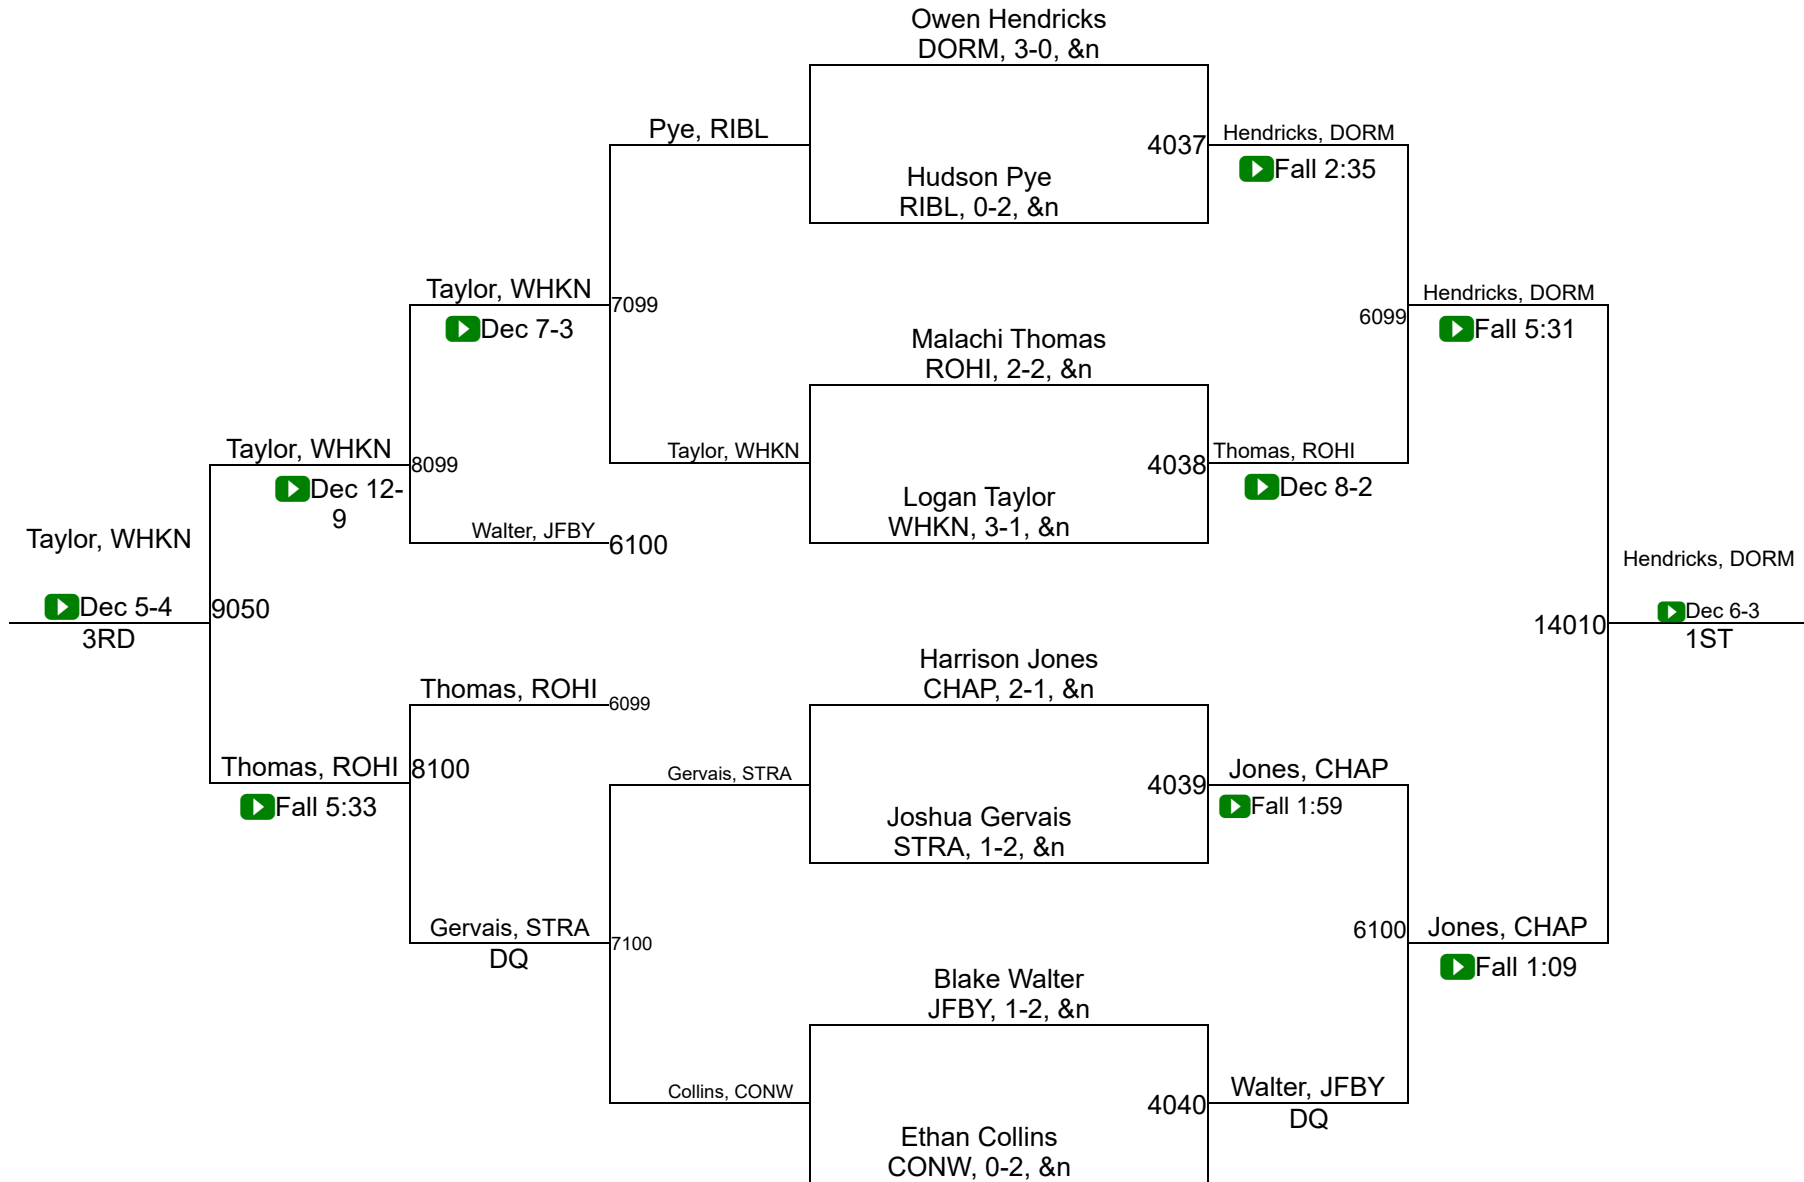 Owen Hendricks
DORM, 3-0, &n
Pye, RIBL
4037
Hendricks, DORM
Fall 2:35
Hudson Pye
RIBL, 0-2, &n
Taylor, WHKN
7099
Dec 7-3
Hendricks, DORM
6099
Fall 5:31
Malachi Thomas
ROHI, 2-2, &n
Taylor, WHKN
8099
Dec 12-
9
Taylor, WHKN
4038
Thomas, ROHI
Dec 8-2
Logan Taylor
WHKN, 3-1, &n
Walter, JFBY
6100
Taylor, WHKN
Dec 5-4
9050
3RD
Hendricks, DORM
Dec 6-3
14010
1ST
Harrison Jones
CHAP, 2-1, &n
Thomas, ROHI
6099
Thomas, ROHI
8100
Fall 5:33
Gervais, STRA
4039
Jones, CHAP
Fall 1:59
Joshua Gervais
STRA, 1-2, &n
Gervais, STRA
7100
DQ
6100
Jones, CHAP
Fall 1:09
Blake Walter
JFBY, 1-2, &n
Collins, CONW
4040
Walter, JFBY
DQ
Ethan Collins
CONW, 0-2, &n